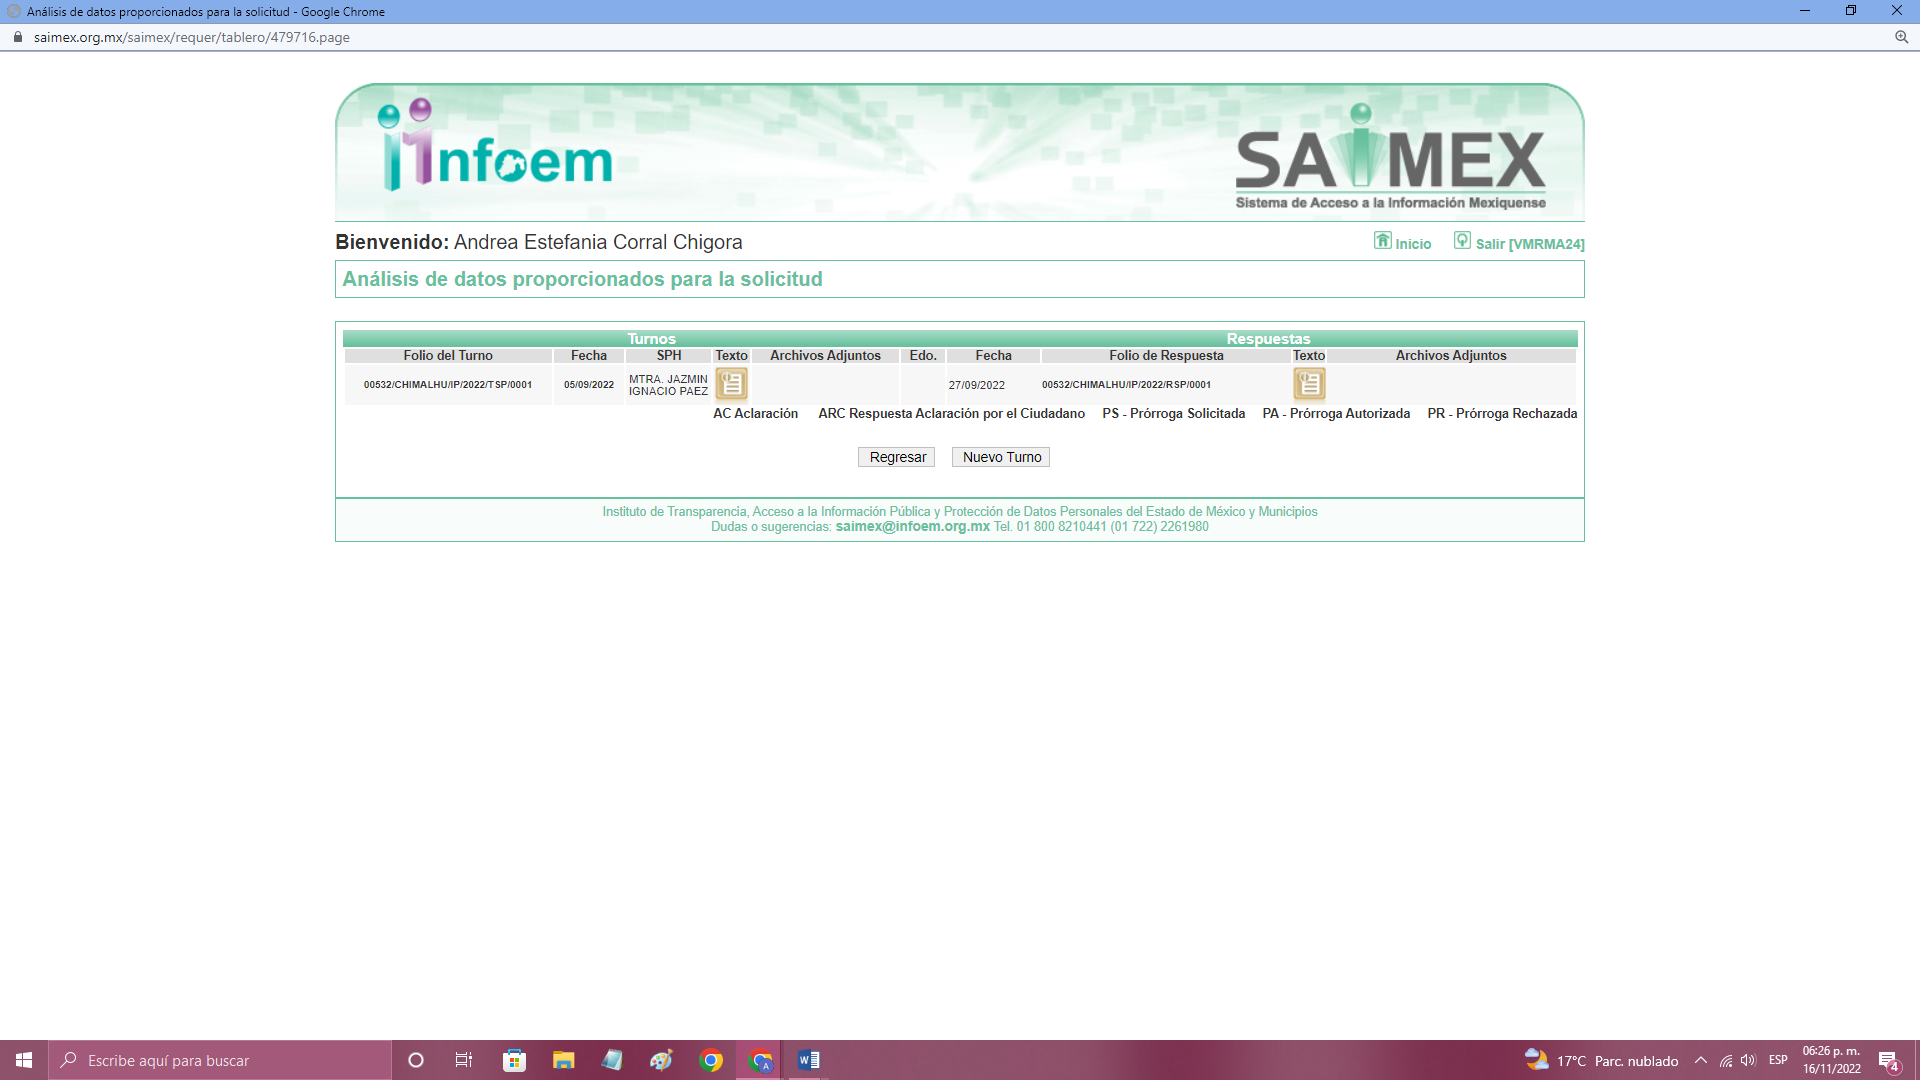 Análisis de datos proporcionados para la solicitud - Google Chrome
saimex.org.mx/saimex/requer/tablero/479716.page
infoem
SAIMEX
Sistema de Acceso a la Información Mexiquense
Bienvenido: Andrea Estefania Corral Chigora
Inicio Salir [VMRMA24]
Análisis de datos proporcionados para la solicitud
Turnos Respuestas
Folio del Turno Fecha SPH Texto Archivos Adjuntos Edo. Fecha Folio de Respuesta Texto Archivos Adjuntos
00532/CHIMALHU/IP/2022/TSP/0001 05/09/2022 MTRA. JAZMIN IGNACIO PAEZ 27/09/2022 00532/CHIMALHU/IP/2022/RSP/0001
AC Aclaración ARC Respuesta Aclaración por el Ciudadano PS - Prórroga Solicitada PA - Prórroga Autorizada PR - Prórroga Rechazada
Regresar Nuevo Turno
Instituto de Transparencia, Acceso a la Información Pública y Protección de Datos Personales del Estado de México y Municipios
Dudas o sugerencias: saimex@infoem.org.mx Tel. 01 800 8210441 (01 722) 2261980
Escribe aquí para buscar
17°C Parc. nublado
ESP
06:26 p. m.
16/11/2022
4